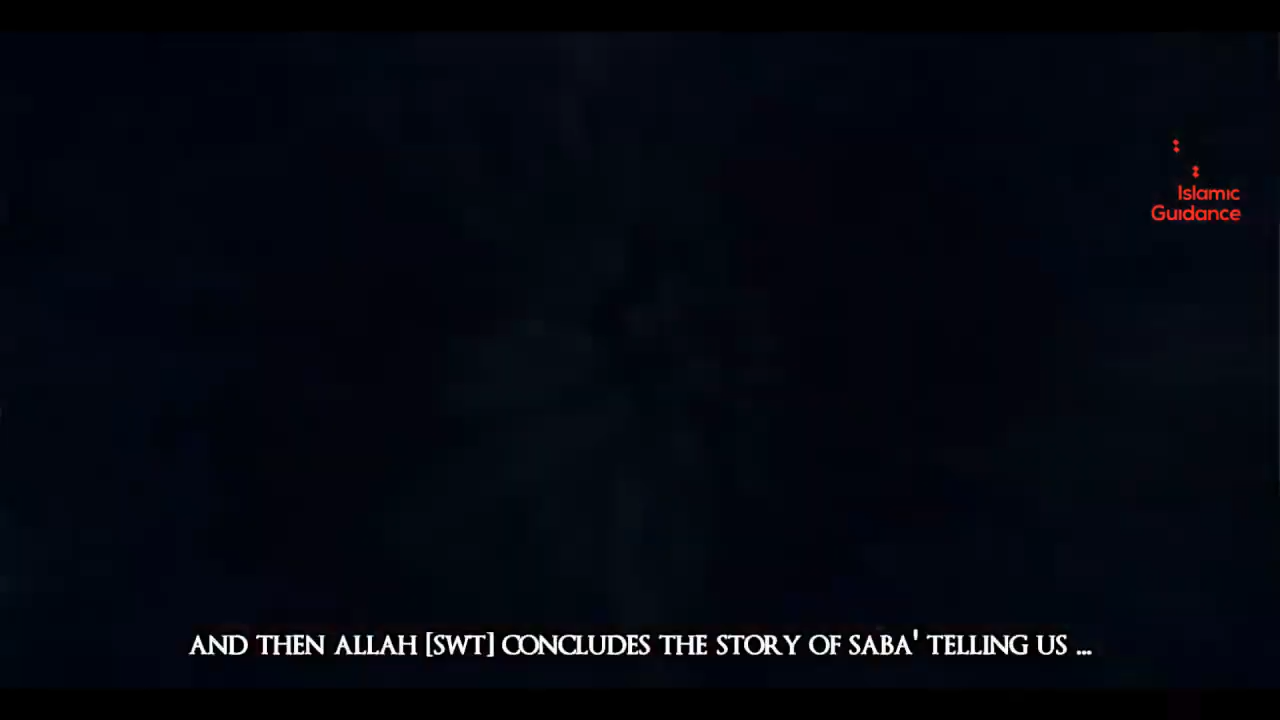 Islamic
Guidance
AND THEN ALLAH [SWT] CONCLUDES THE STORY OF SABA' TELLING US ...